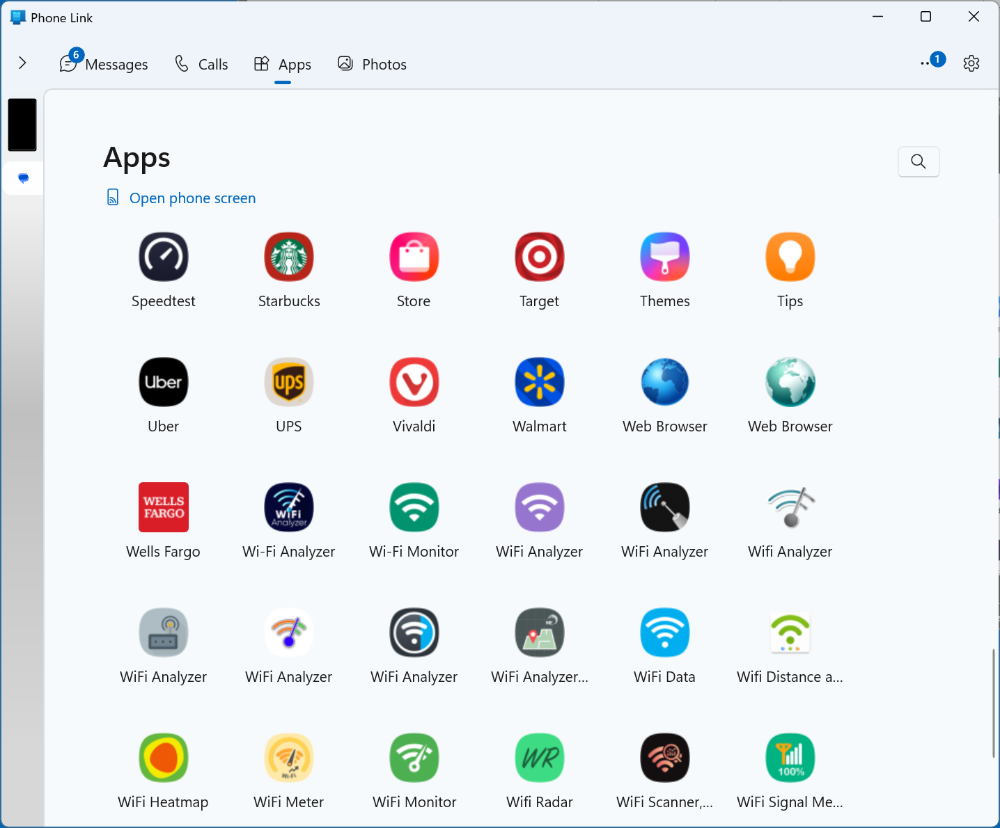 Phone Link
6
Messages
Calls
Apps
Photos
1
Apps
Open phone screen
Speedtest
Starbucks
Store
Target
Themes
Tips
Uber
ups
Uber
UPS
Vivaldi
Walmart
Web Browser
Web Browser
WELLS
FARGO
WiFi
Analyzer
Wells Fargo
Wi-Fi Analyzer
Wi-Fi Monitor
WiFi Analyzer
WiFi Analyzer
Wifi Analyzer
WiFi Analyzer
WiFi Analyzer
WiFi Analyzer
WiFi Analyzer...
WiFi Data
Wifi Distance a...
Wi-Fi
WR
100%
WiFi Heatmap
WiFi Meter
WiFi Monitor
Wifi Radar
WiFi Scanner,...
WiFi Signal Me...